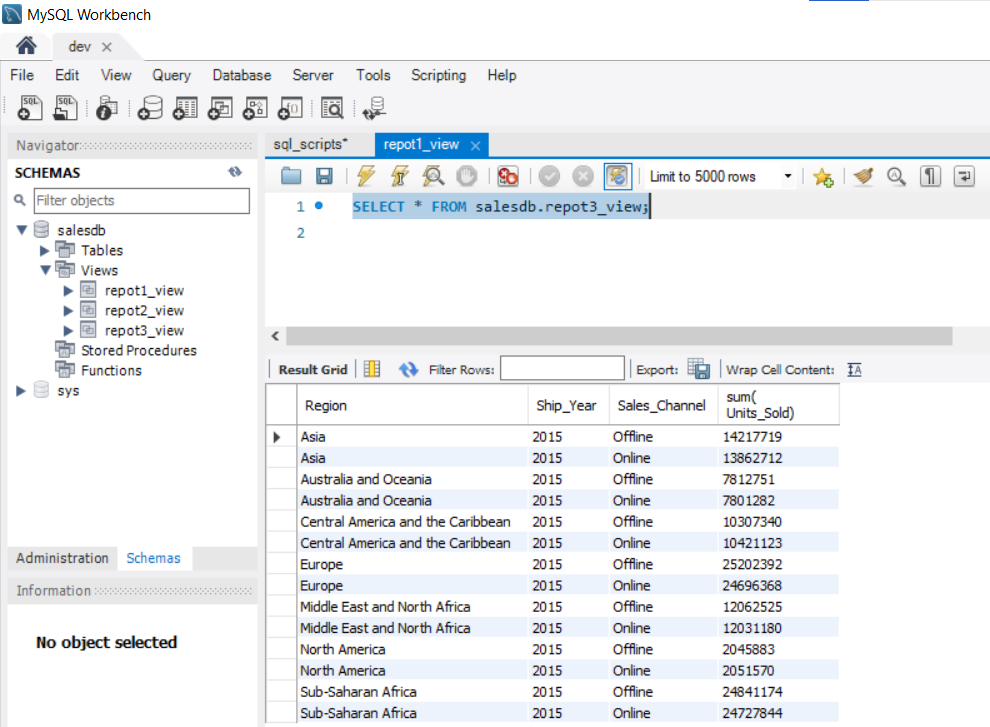 MySQL Workbench
dev
File Edit View Query Database Server Tools Scripting Help
SQL SQL
Navigator
SCHEMAS
Filter objects
salesdb
Tables
Views
repot1_view
repot2_view
repot3_view
Stored Procedures
Functions
sys
Administration Schemas
Information
No object selected
sql_scripts* repot1_view
Limit to 5000 rows
1 SELECT * FROM salesdb.repot3_view;
2
Result Grid Filter Rows: Export: Wrap Cell Content:
Region Ship_Year Sales_Channel sum(
Units_Sold)
Asia 2015 Offline 14217719
Asia 2015 Online 13862712
Australia and Oceania 2015 Offline 7812751
Australia and Oceania 2015 Online 7801282
Central America and the Caribbean 2015 Offline 10307340
Central America and the Caribbean 2015 Online 10421123
Europe 2015 Offline 25202392
Europe 2015 Online 24696368
Middle East and North Africa 2015 Offline 12062525
Middle East and North Africa 2015 Online 12031180
North America 2015 Offline 2045883
North America 2015 Online 2051570
Sub-Saharan Africa 2015 Offline 24841174
Sub-Saharan Africa 2015 Online 24727844